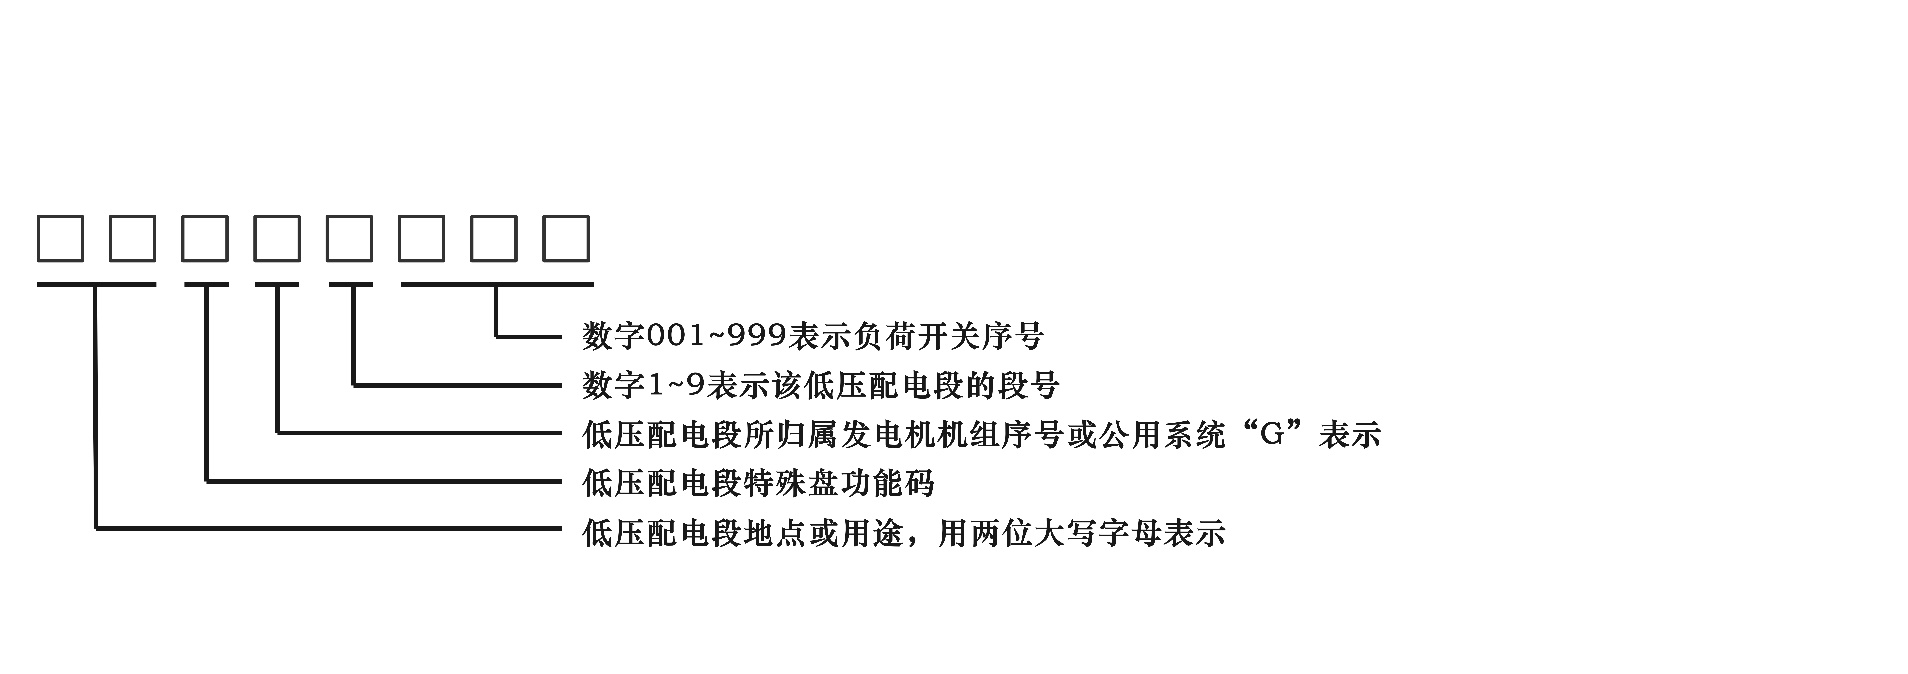 数字001~999表示负荷开关序号
数字1~9表示该低压配电段的段号
低压配电段所归属发电机机组序号或公用系统“G”表示
低压配电段特殊盘功能码
低压配电段地点或用途，用两位大写字母表示